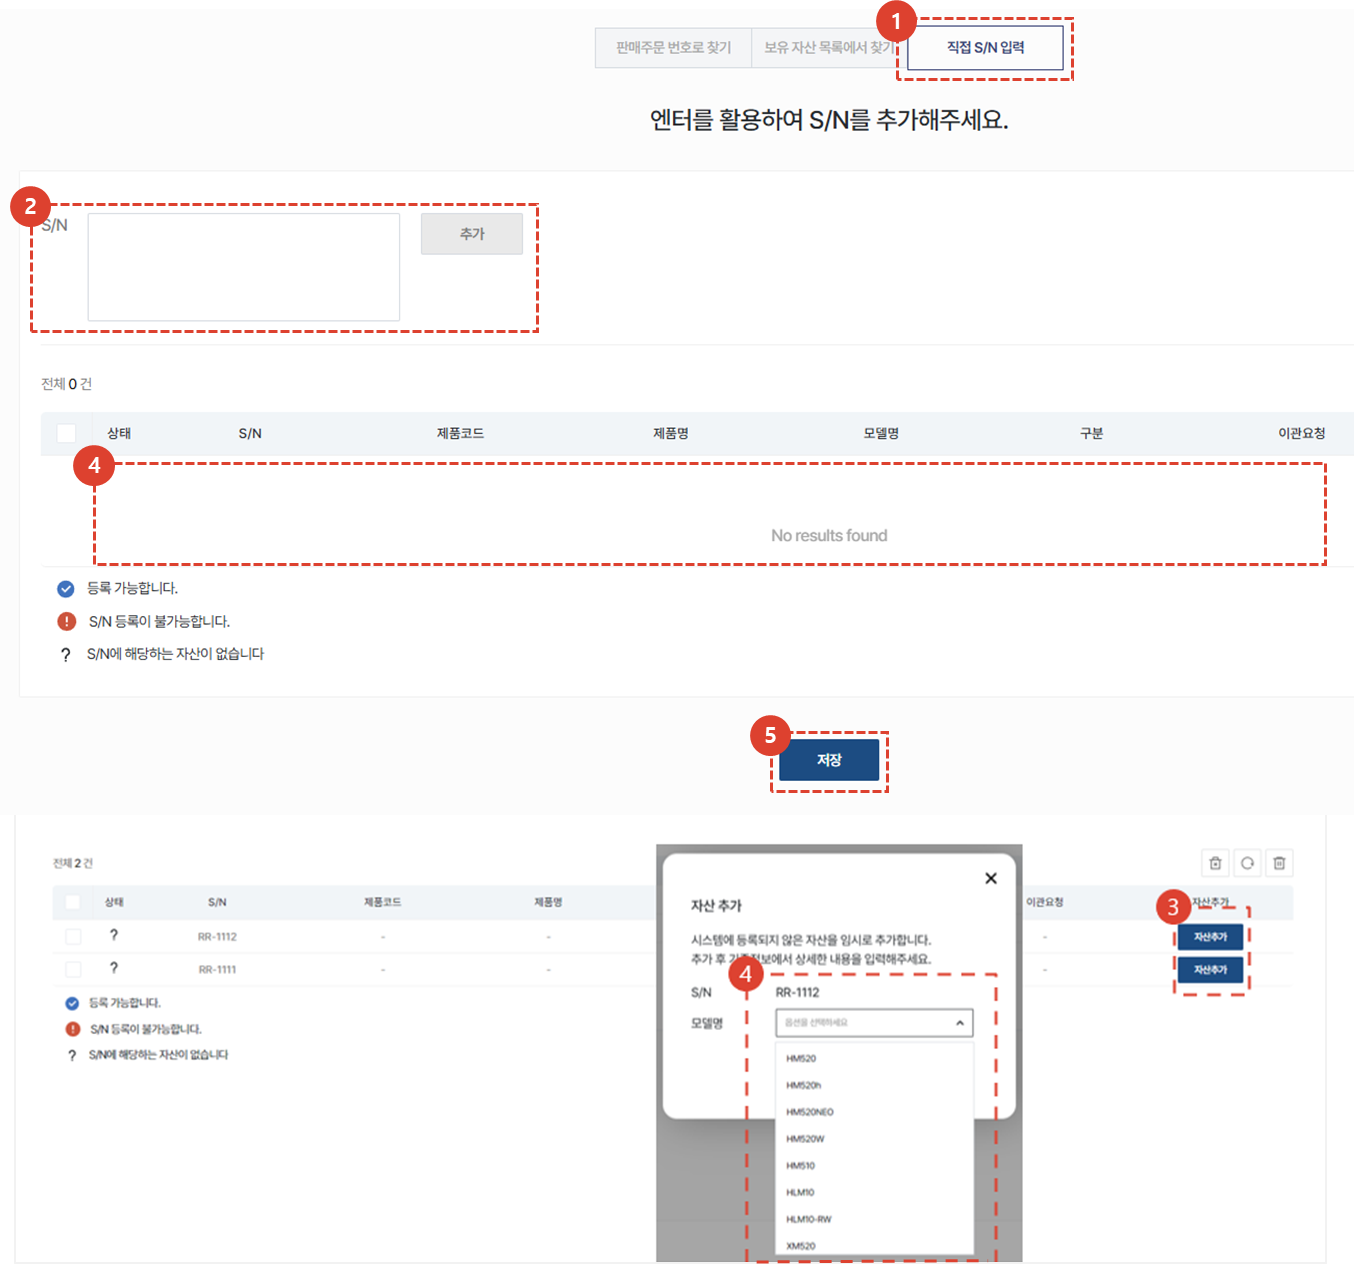 1
판매주문 번호로 찾기 보유 자산 목록에서 찾기 직접 S/N 입력
엔터를 활용하여 S/N를 추가해주세요.
2
S/N 추가
전체 0 건
상태 S/N 제품코드 제품명 모델명 구분 이관요청
4
No results found
등록 가능합니다.
S/N 등록이 불가능합니다.
? S/N에 해당하는 자산이 없습니다
5
저장
전체 2 건
상태 S/N 제품코드 제품명 이관요청 자산추가
3
? RR-1112 - - - 자산추가
? RR-1111 - - - 자산추가
등록 가능합니다.
S/N 등록이 불가능합니다.
? S/N에 해당하는 자산이 없습니다
자산 추가
시스템에 등록되지 않은 자산을 임시로 추가합니다.
추가 후 보에서 상세한 내용을 입력해주세요.
4
S/N RR-1112
모델명 옵션을 선택하세요
HM520
HM520h
HM520NEO
HM520W
HM510
HLM10
HLM10-RW
XM520